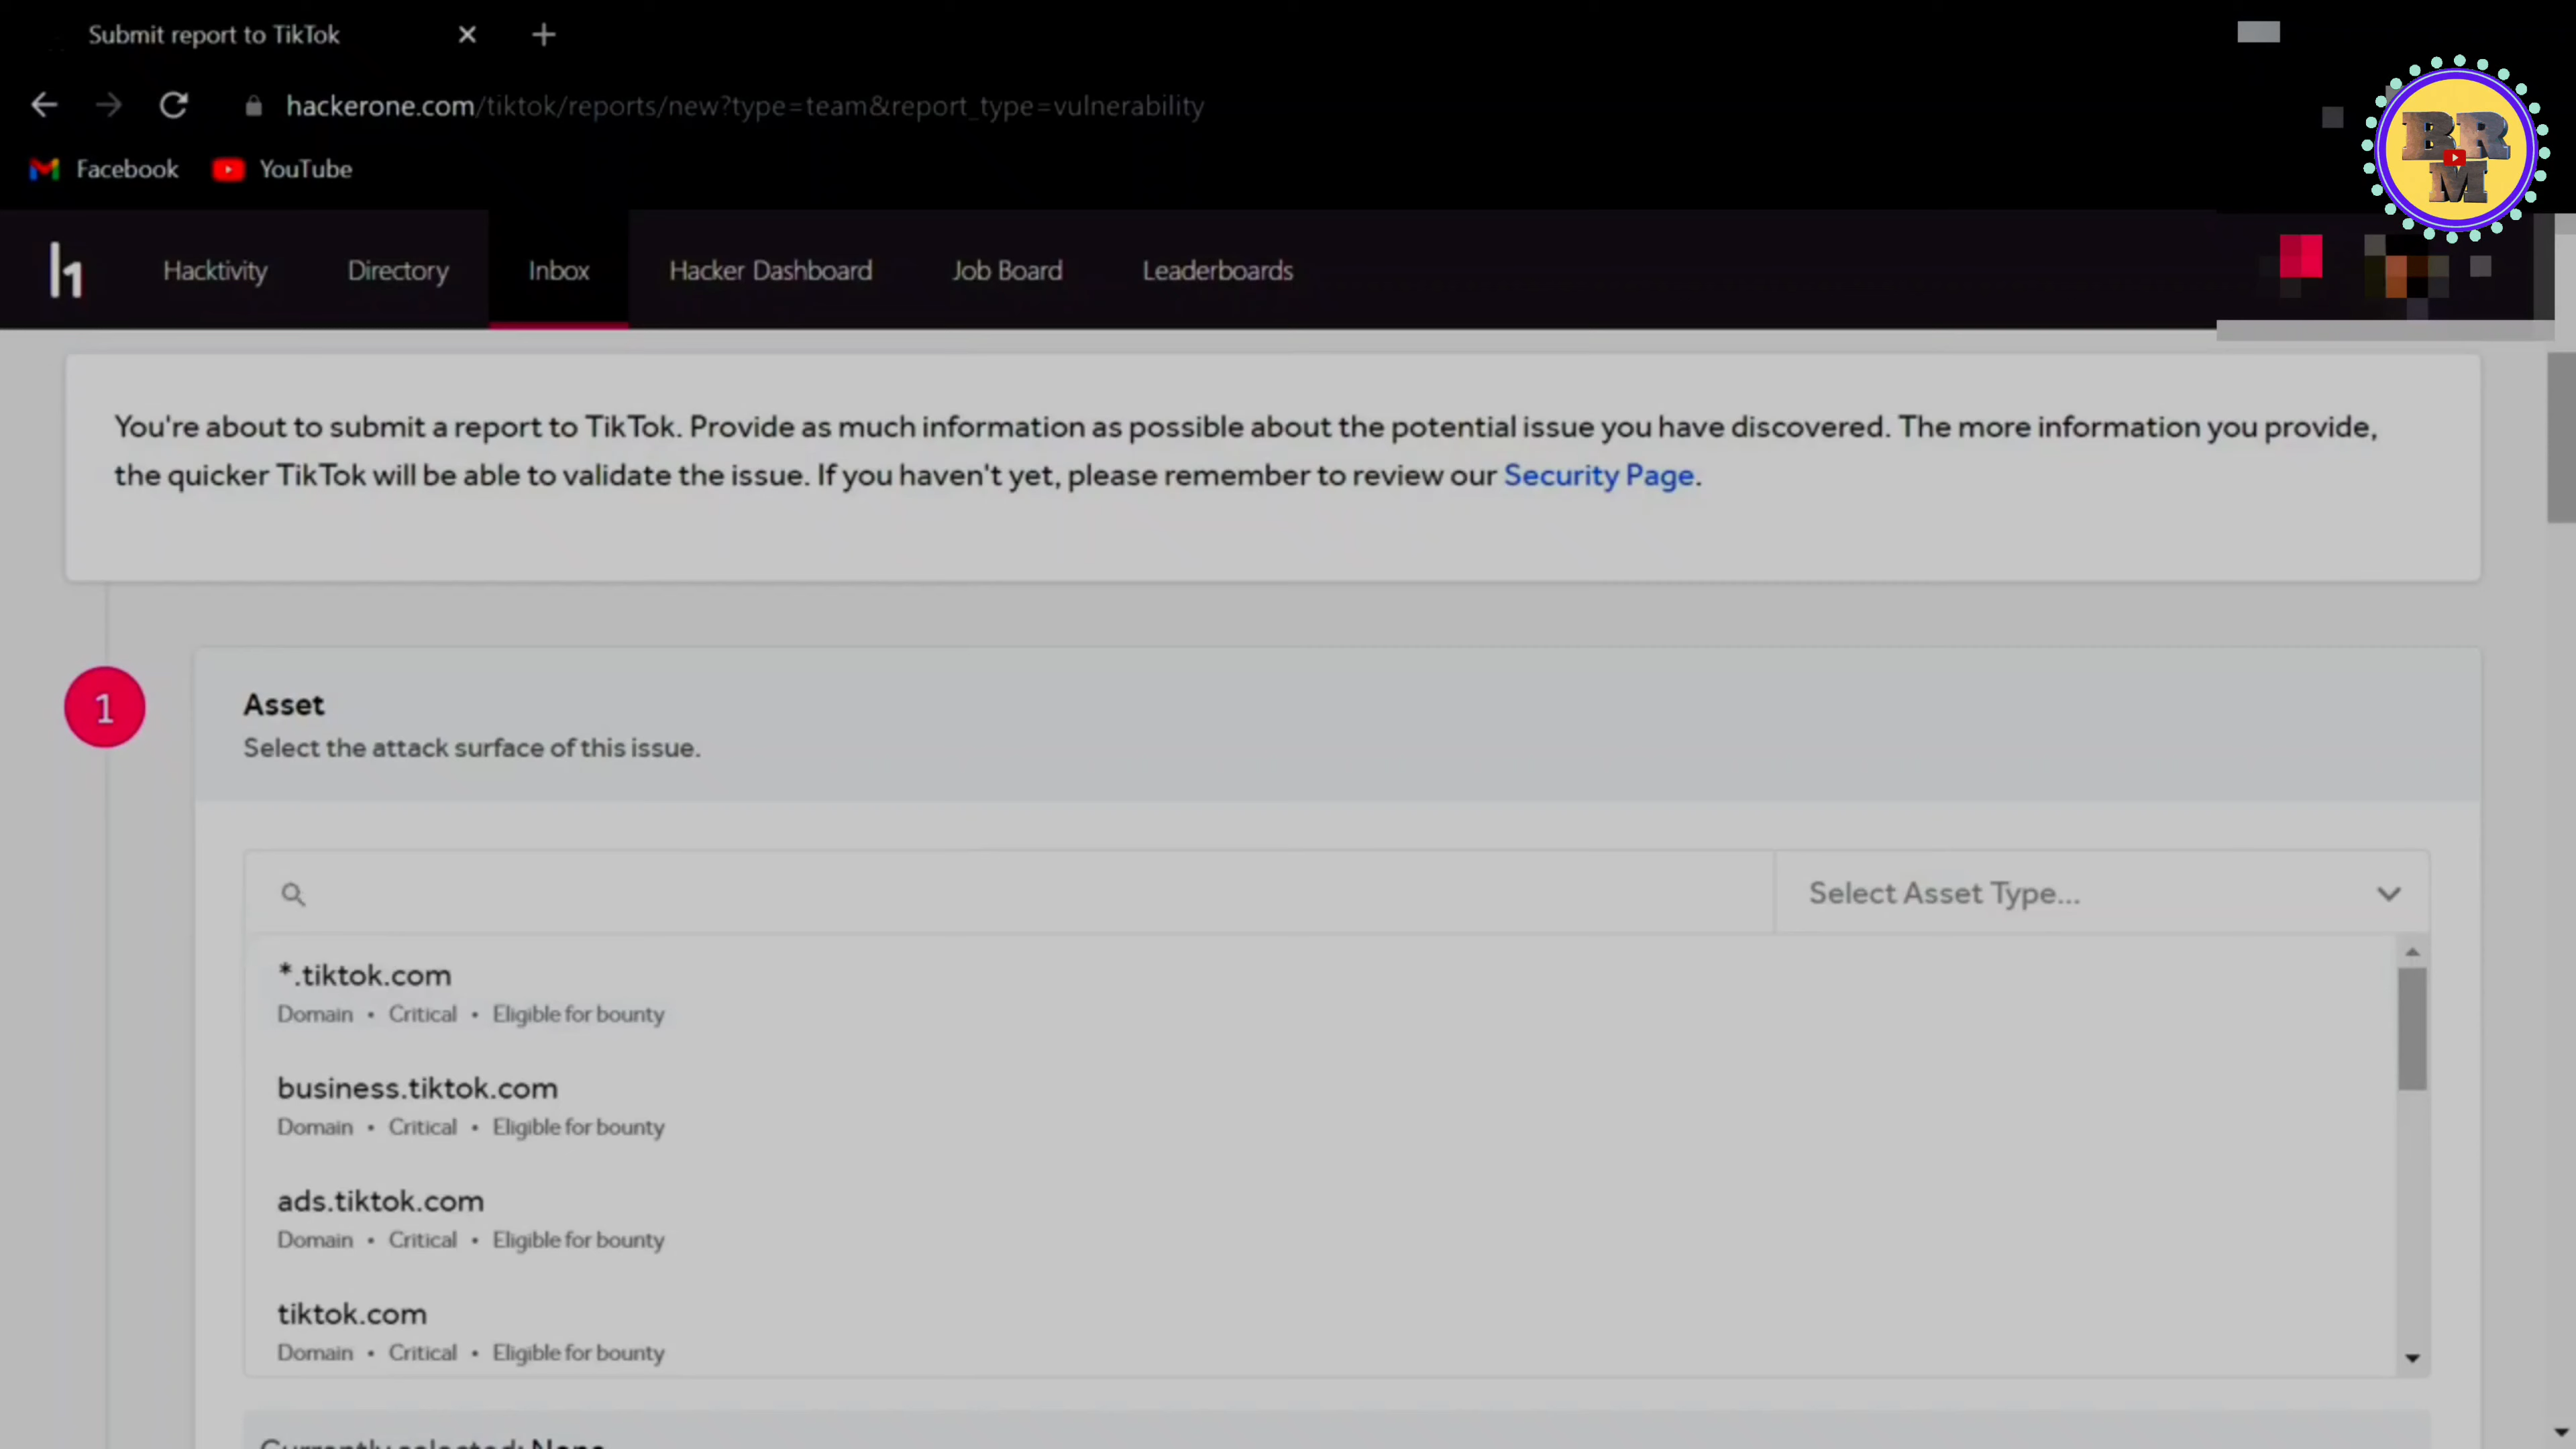 Submit report to TikTok
hackerone.com/tiktok/reports/new?type=team&report_type=vulnerability
Facebook YouTube
BR
M
l1 Hacktivity Directory Inbox Hacker Dashboard Job Board Leaderboards
You're about to submit a report to TikTok. Provide as much information as possible about the potential issue you have discovered. The more information you provide,
the quicker TikTok will be able to validate the issue. If you haven't yet, please remember to review our Security Page.
1
Asset
Select the attack surface of this issue.
Select Asset Type...
*.tiktok.com
Domain • Critical • Eligible for bounty
business.tiktok.com
Domain • Critical • Eligible for bounty
ads.tiktok.com
Domain • Critical • Eligible for bounty
tiktok.com
Domain • Critical • Eligible for bounty
Currently selected: None